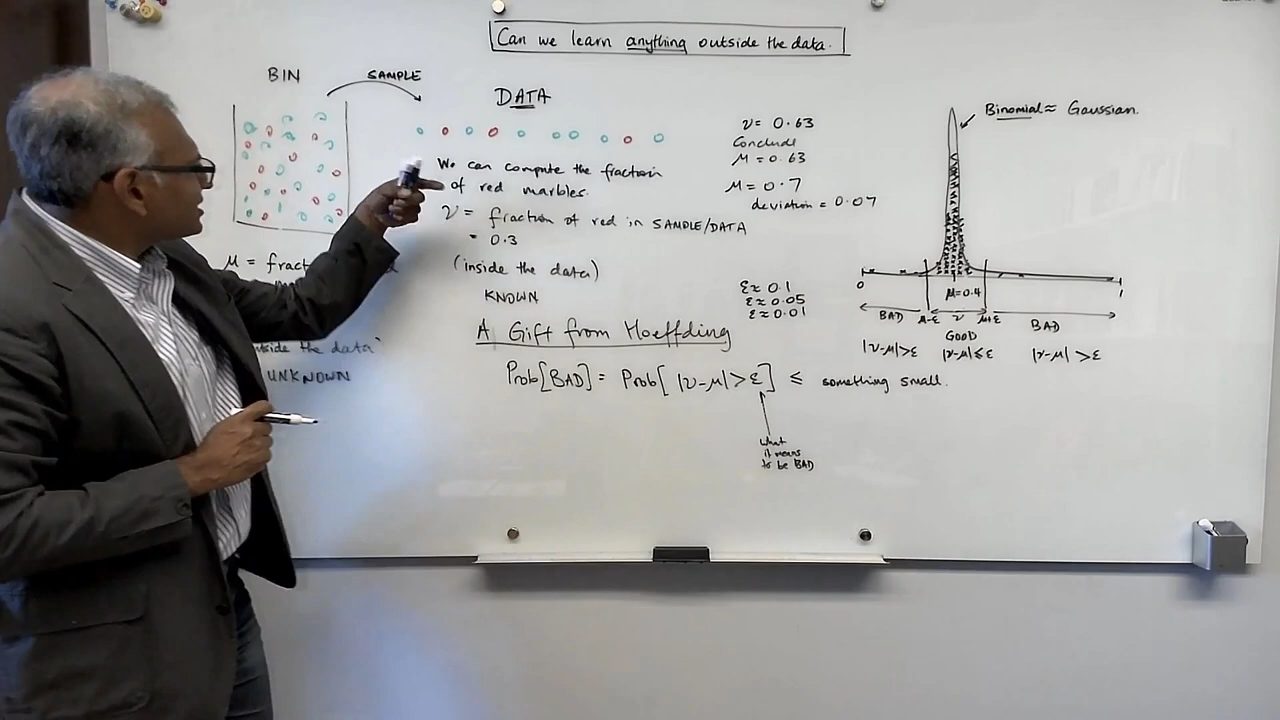 Can we learn anything outside the data.
BIN
SAMPLE
DATA
We can compute the fraction
of red marbles.
ν = fraction of red in SAMPLE/DATA
= 0.3
(inside the data)
KNOWN
μ = fract
tside the data"
UNKNOWN
ν = 0.63
Conclude
μ = 0.63
μ = 0.7
deviation = 0.07
ε ≈ 0.1
ε ≈ 0.05
ε ≈ 0.01
Binomial ≈ Gaussian.
0
μ=0.4
1
BAD
μ-ε
ν
μ+ε
BAD
GOOD
|ν-μ|>ε
|ν-μ|≤ε
|ν-μ|>ε
A Gift from Hoeffding
Prob[BAD] = Prob[ |ν-μ|>ε ] ≤ something small.
what
it means
to be BAD